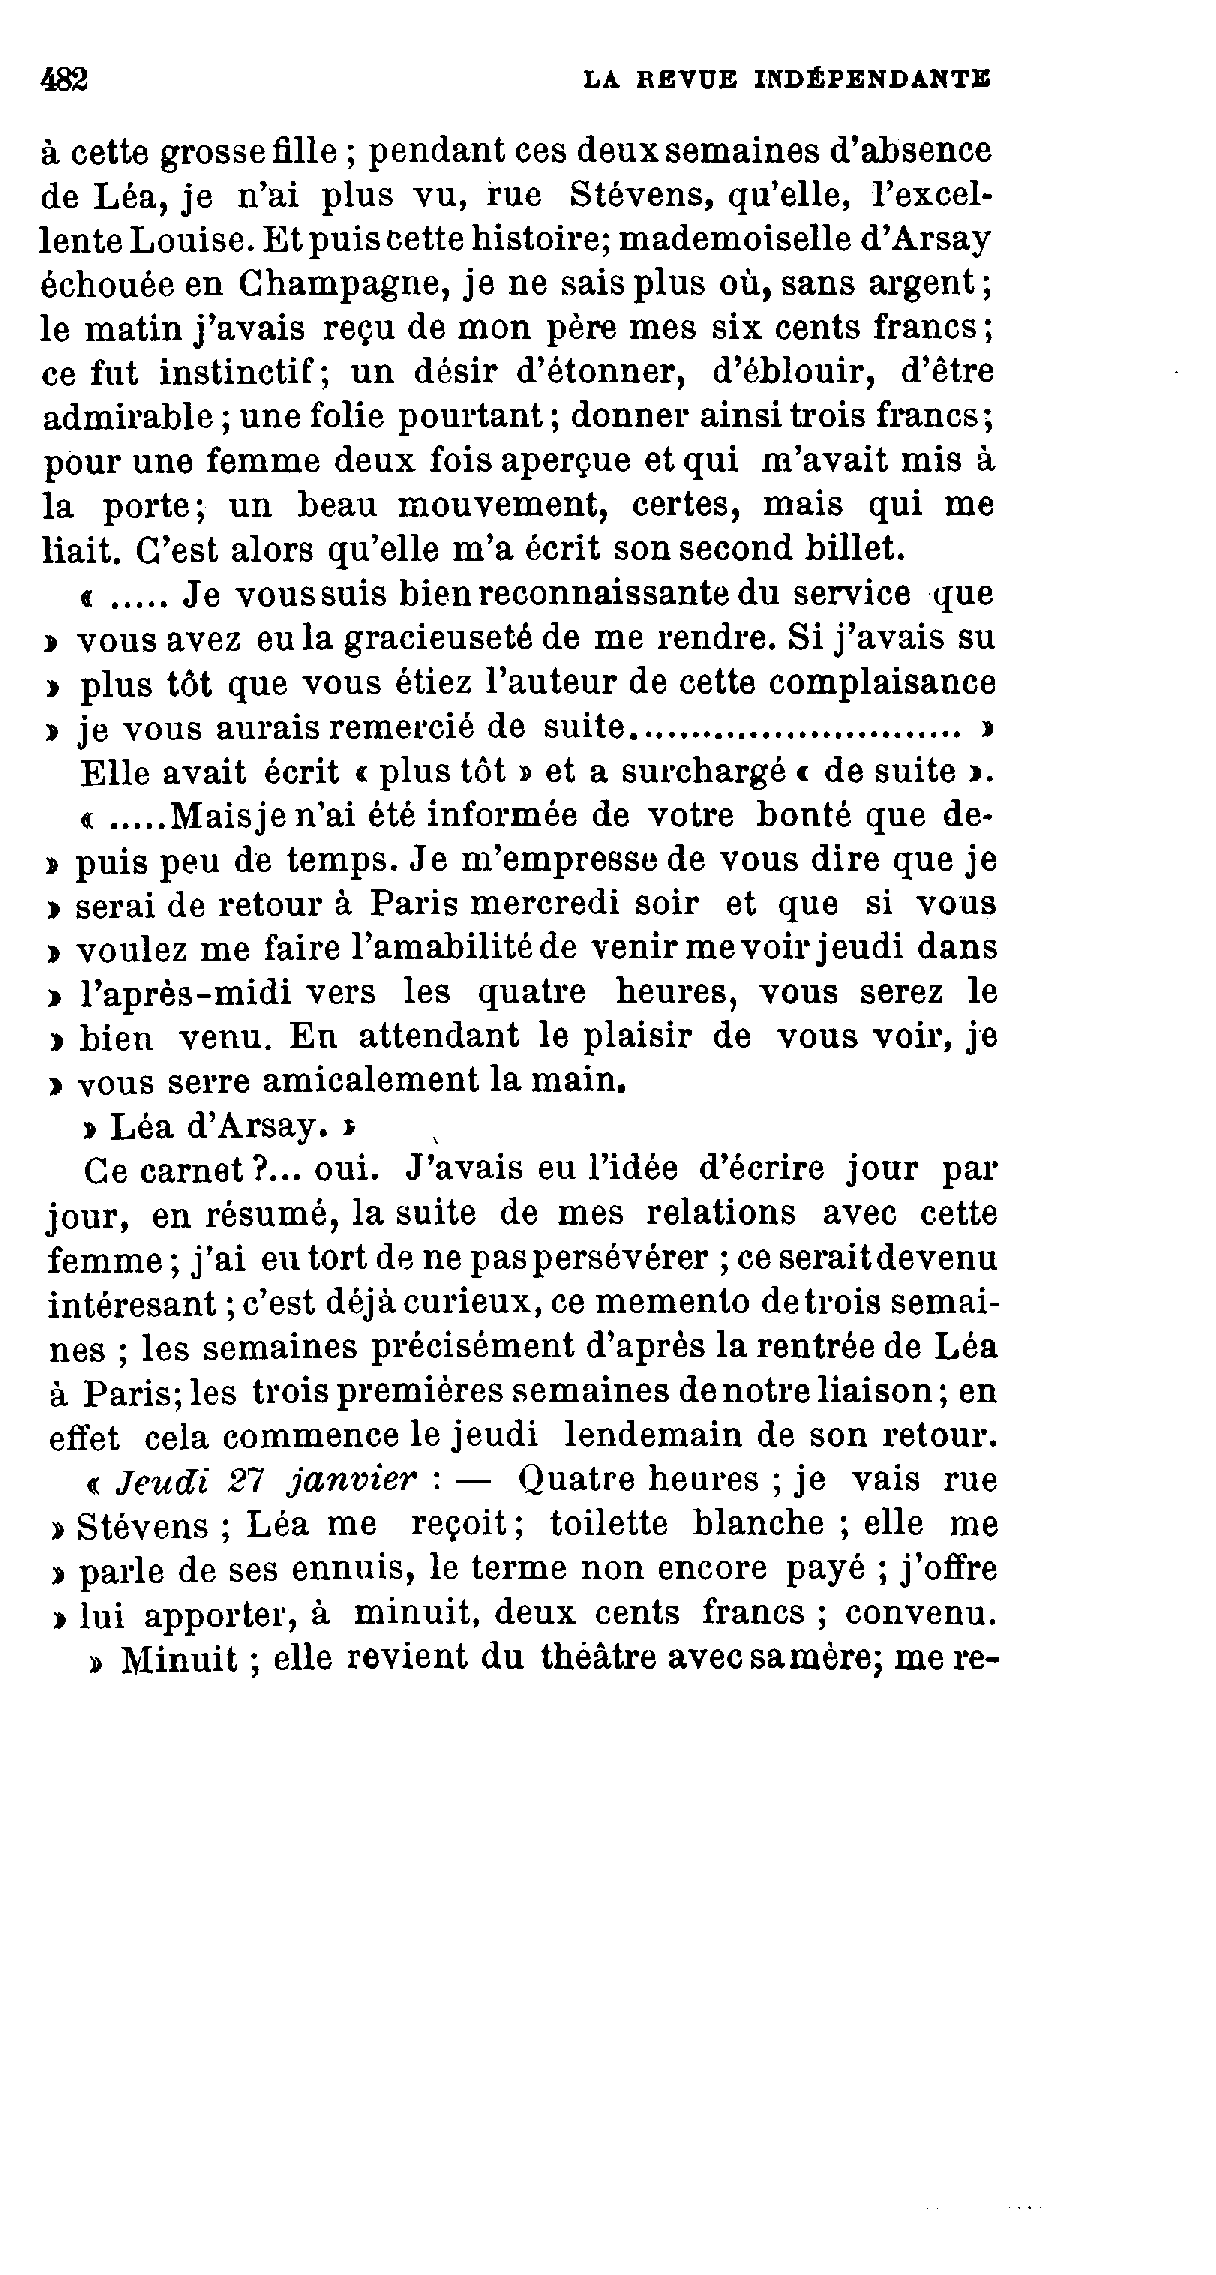 482 LA REVUE INDÉPENDANTE
à cette grosse fille ; pendant ces deux semaines d'absence
de Léa, je n'ai plus vu, rue Stévens, qu'elle, l'excel-
lente Louise. Et puis cette histoire; mademoiselle d'Arsay
échouée en Champagne, je ne sais plus où, sans argent ;
le matin j'avais reçu de mon père mes six cents francs ;
ce fut instinctif ; un désir d'étonner, d'éblouir, d'être
admirable ; une folie pourtant ; donner ainsi trois francs ;
pour une femme deux fois aperçue et qui m'avait mis à
la porte ; un beau mouvement, certes, mais qui me
liait. C'est alors qu'elle m'a écrit son second billet.
« ..... Je vous suis bien reconnaissante du service que
» vous avez eu la gracieuseté de me rendre. Si j'avais su
» plus tôt que vous étiez l'auteur de cette complaisance
» je vous aurais remercié de suite............................ »
Elle avait écrit « plus tôt » et a surchargé « de suite ».
« .....Mais je n'ai été informée de votre bonté que de-
» puis peu de temps. Je m'empresse de vous dire que je
» serai de retour à Paris mercredi soir et que si vous
» voulez me faire l'amabilité de venir me voir jeudi dans
» l'après-midi vers les quatre heures, vous serez le
» bien venu. En attendant le plaisir de vous voir, je
» vous serre amicalement la main.
» Léa d'Arsay. »
Ce carnet ?... oui. J'avais eu l'idée d'écrire jour par
jour, en résumé, la suite de mes relations avec cette
femme ; j'ai eu tort de ne pas persévérer ; ce serait devenu
intéresant ; c'est déjà curieux, ce memento de trois semai-
nes ; les semaines précisément d'après la rentrée de Léa
à Paris; les trois premières semaines de notre liaison ; en
effet cela commence le jeudi lendemain de son retour.
« Jeudi 27 janvier : — Quatre heures ; je vais rue
» Stévens ; Léa me reçoit ; toilette blanche ; elle me
» parle de ses ennuis, le terme non encore payé ; j'offre
» lui apporter, à minuit, deux cents francs ; convenu.
» Minuit ; elle revient du théâtre avec sa mère; me re-